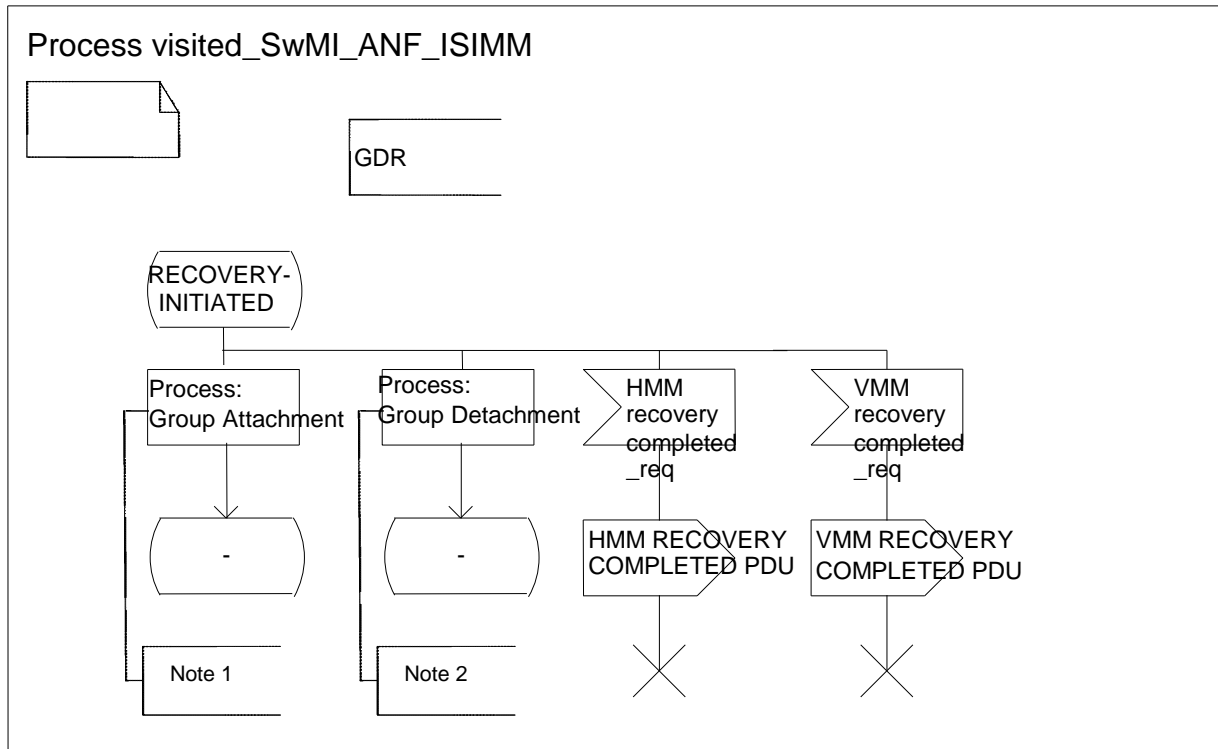 Process visited_SwMI_ANF_ISIMM
GDR
RECOVERY-
INITIATED
Process:
Group Attachment
Process:
Group Detachment
HMM
recovery
completed
_req
VMM
recovery
completed
_req
-
-
HMM RECOVERY
COMPLETED PDU
VMM RECOVERY
COMPLETED PDU
Note 1
Note 2